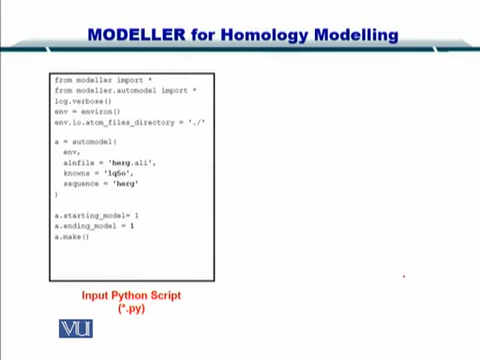 MODELLER for Homology Modelling
from modeller import *
from modeller.automodel import *
log.verbose()
env = environ()
env.io.atom_files_directory = './'
a = automodel(
env,
alnfile = 'herg.ali',
knowns = '1q5o',
sequence = 'herg'
)
a.starting_model= 1
a.ending_model = 1
a.make()
Input Python Script
(*.py)
VU